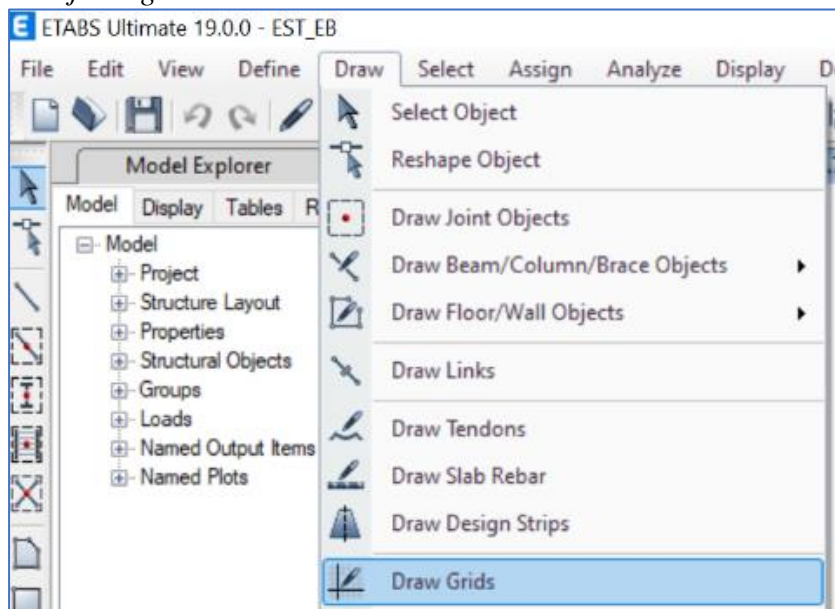 ETABS Ultimate 19.0.0 - EST_EB
File Edit View Define Draw Select Assign Analyze Display
Model Explorer
Model Display Tables
Model
Project
Structure Layout
Properties
Structural Objects
Groups
Loads
Named Output Items
Named Plots
Select Object
Reshape Object
Draw Joint Objects
Draw Beam/Column/Brace Objects
Draw Floor/Wall Objects
Draw Links
Draw Tendons
Draw Slab Rebar
Draw Design Strips
Draw Grids